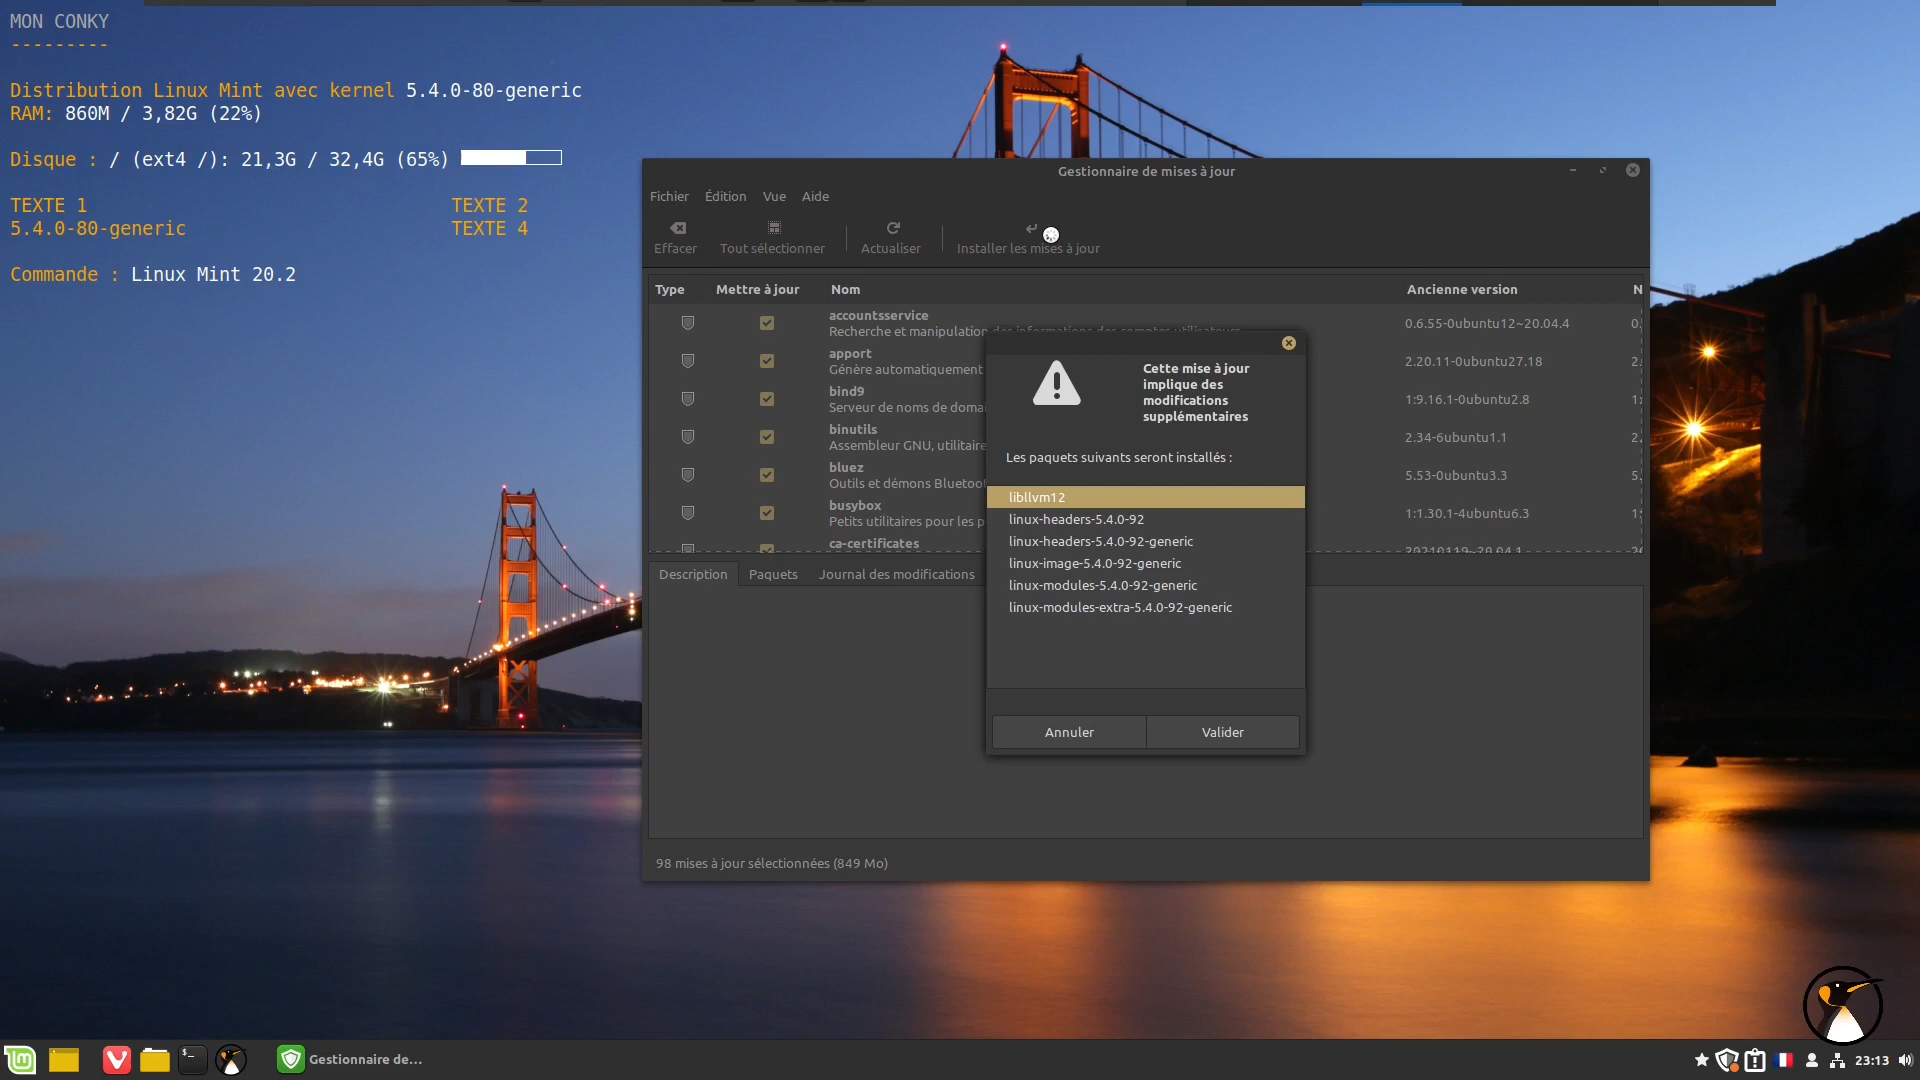 MON CONKY
---------
Distribution Linux Mint avec kernel 5.4.0-80-generic
RAM: 860M / 3,82G (22%)
Disque : / (ext4 /): 21,3G / 32,4G (65%)
TEXTE 1 TEXTE 2
5.4.0-80-generic TEXTE 4
Commande : Linux Mint 20.2
Gestionnaire de mises à jour
Fichier Édition Vue Aide
Effacer Tout sélectionner Actualiser Installer les mises à jour
Type Mettre à jour Nom Ancienne version N
accountsservice
Recherche et manipulation des informations des comptes utilisateurs
0.6.55-0ubuntu12~20.04.4
apport
Génère automatiquement
2.20.11-0ubuntu27.18
bind9
Serveur de noms de
1:9.16.1-0ubuntu2.8
binutils
Assembleur GNU, utilitaire
2.34-6ubuntu1.1
bluez
Outils et démons
5.53-0ubuntu3.3
busybox
Petits utilitaires pour les
1:1.30.1-4ubuntu6.3
ca-certificates
20210119~20.04.1
Cette mise à jour
implique des
modifications
supplémentaires
Les paquets suivants seront installés :
libllvm12
linux-headers-5.4.0-92
linux-headers-5.4.0-92-generic
linux-image-5.4.0-92-generic
linux-modules-5.4.0-92-generic
linux-modules-extra-5.4.0-92-generic
Annuler Valider
Description Paquets Journal des modifications
98 mises à jour sélectionnées (849 Mo)
Gestionnaire de...
23:13